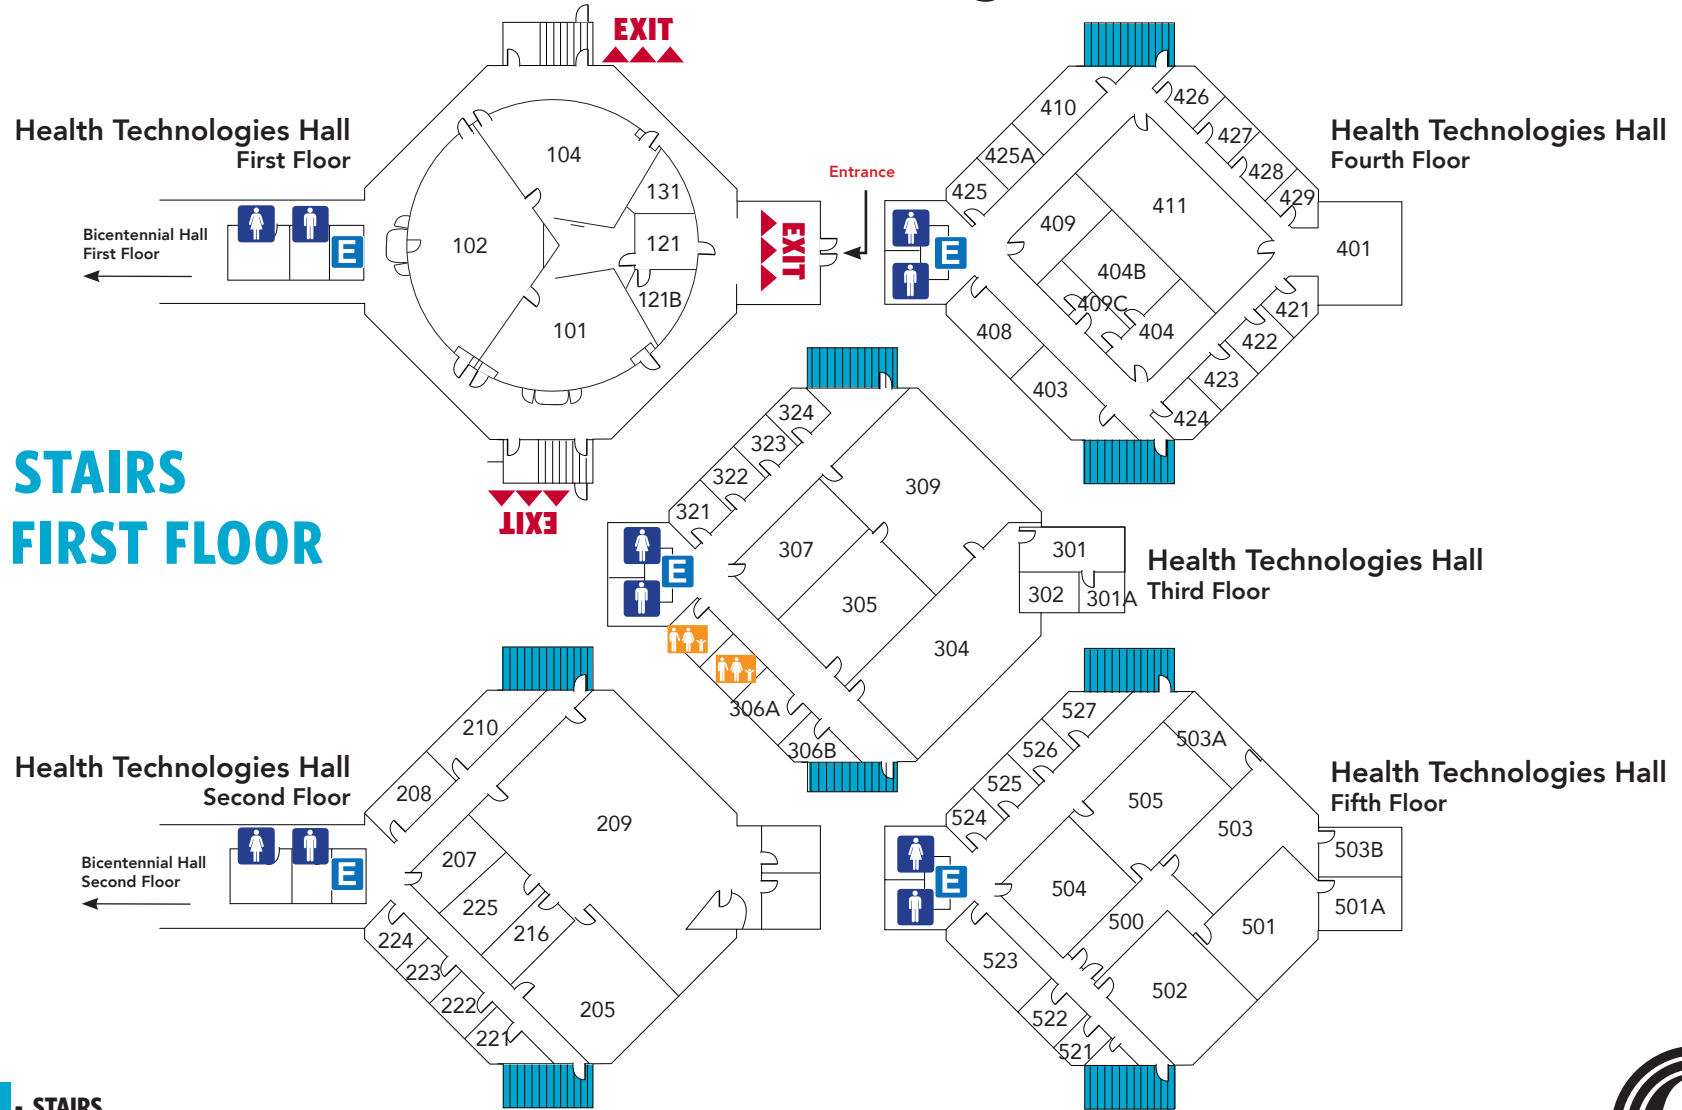 Health Technologies Hall
First Floor
Bicentennial Hall
First Floor
EXIT
104
131
102
121
121B
101
E
EXIT
Entrance
EXIT
STAIRS
FIRST FLOOR
Health Technologies Hall
Fourth Floor
410
425A
425
426
427
428
429
411
409
401
404B
409C
404
421
422
423
424
408
403
E
Health Technologies Hall
Third Floor
324
323
322
321
309
307
305
304
301
302
301A
306A
306B
E
Health Technologies Hall
Second Floor
Bicentennial Hall
Second Floor
210
208
209
207
225
216
224
223
222
221
205
E
Health Technologies Hall
Fifth Floor
527
526
525
524
503A
505
503
503B
504
500
501
501A
523
502
522
521
E
- STAIRS